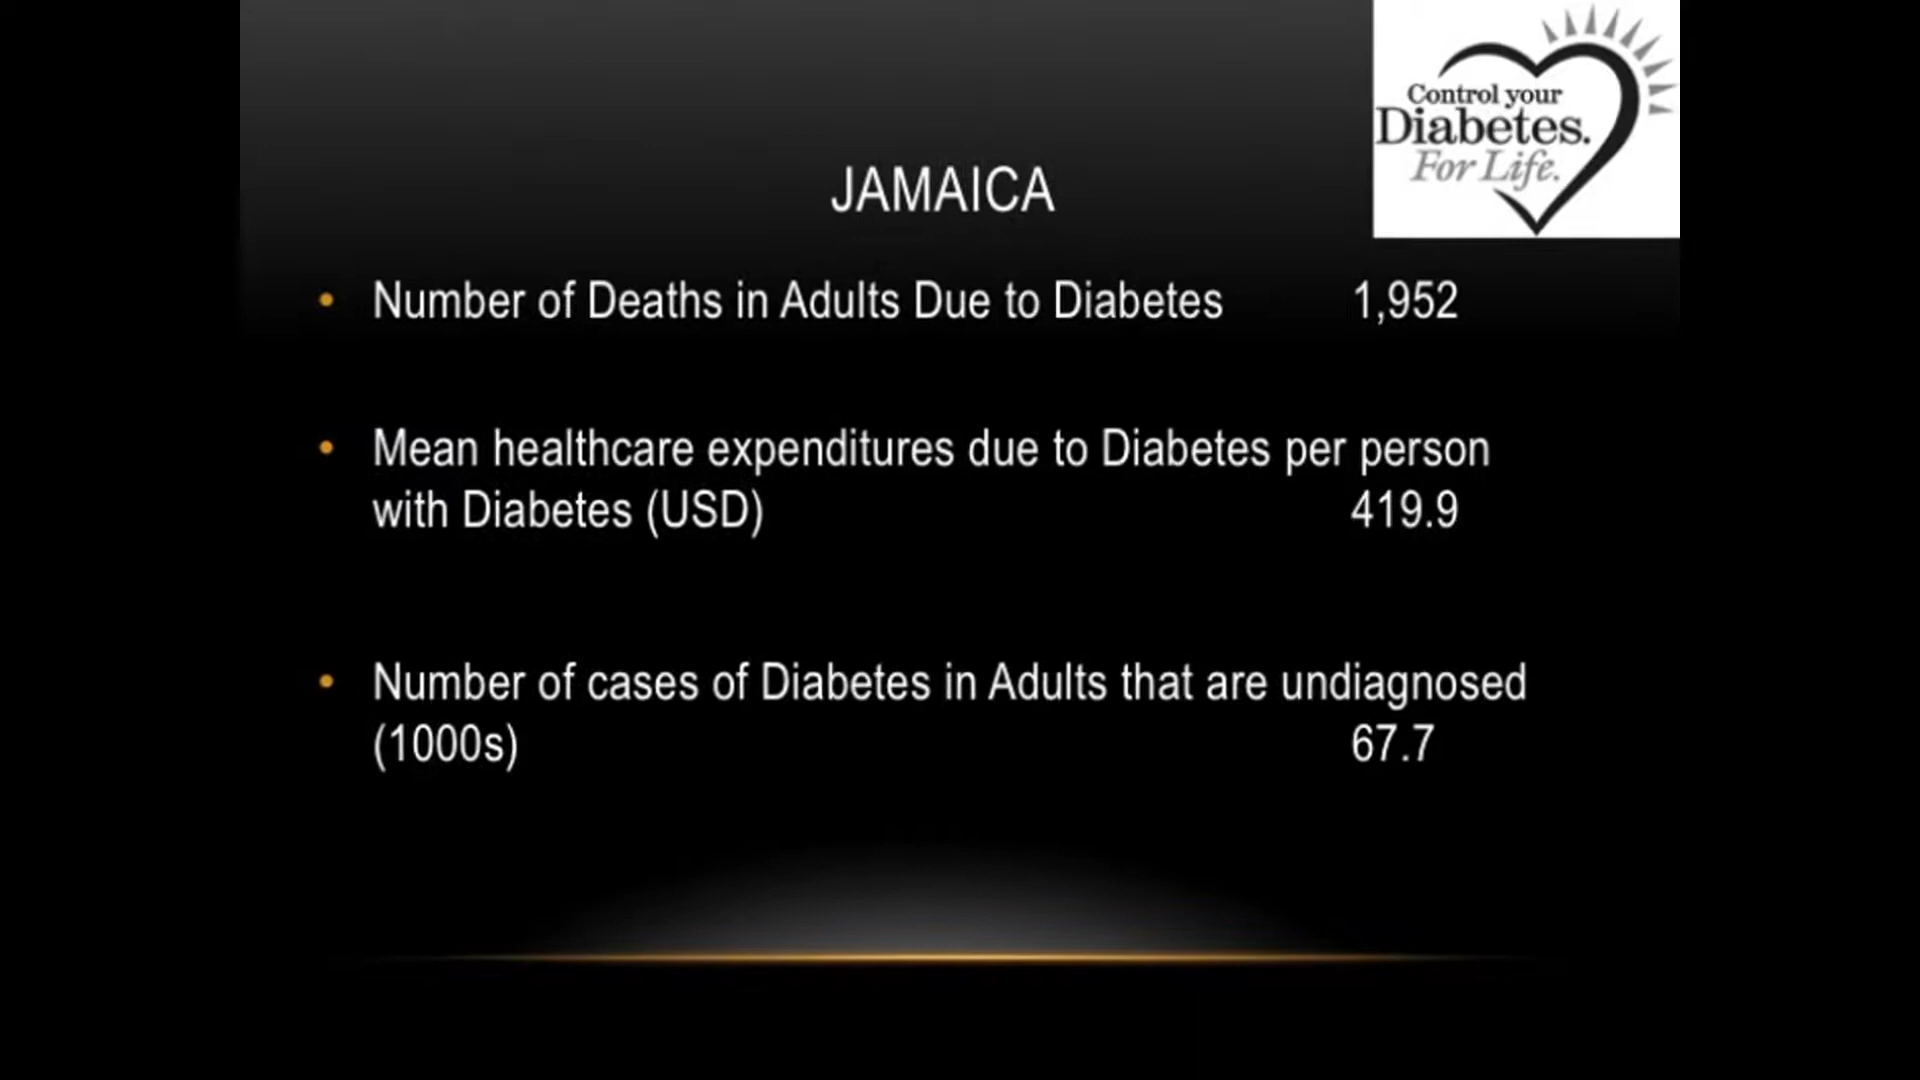 Control your
Diabetes.
For Life.
JAMAICA
• Number of Deaths in Adults Due to Diabetes 1,952
• Mean healthcare expenditures due to Diabetes per person
with Diabetes (USD) 419.9
• Number of cases of Diabetes in Adults that are undiagnosed
(1000s) 67.7